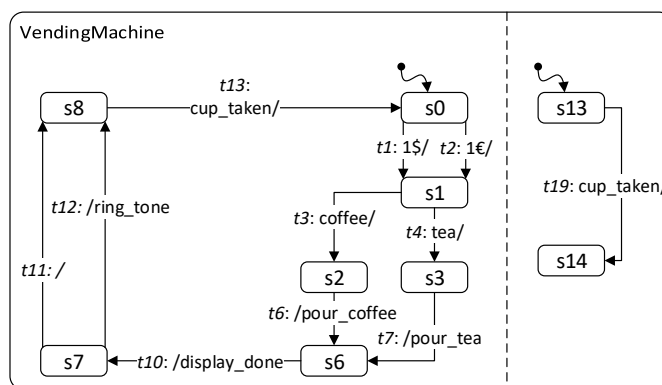 VendingMachine
t13:
cup_taken/
s8
s0
s13
t1: 1$/
t2: 1€/
s1
t12: /ring_tone
t3: coffee/
t4: tea/
t19: cup_taken/
t11: /
s2
s3
s14
t6: /pour_coffee
t7: /pour_tea
s7
t10: /display_done
s6